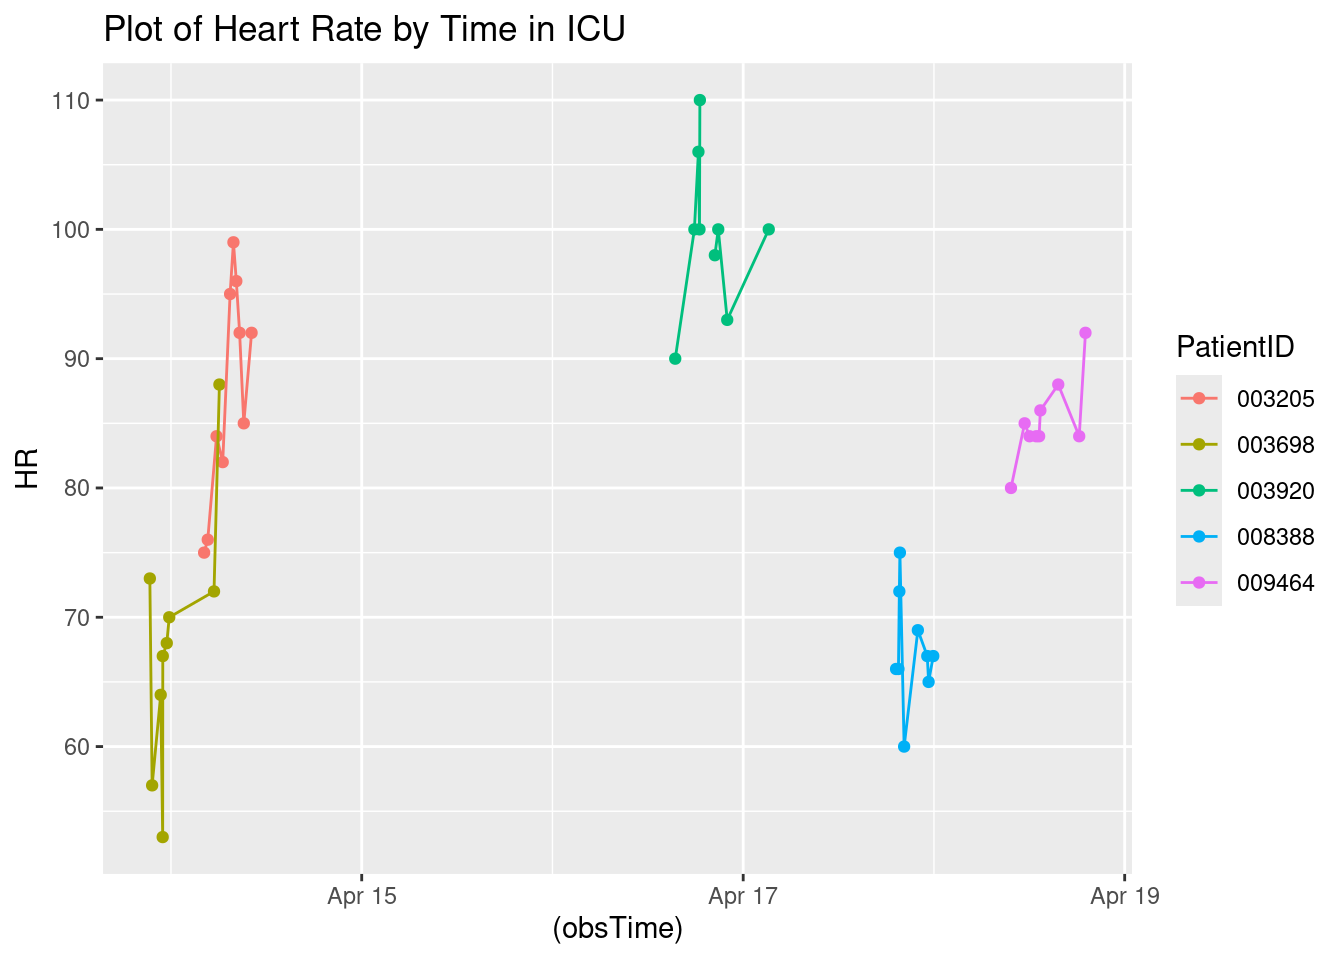 Plot of Heart Rate by Time in ICU
110
100
90
80
70
60
HR
Apr 15
Apr 17
Apr 19
(obsTime)
PatientID
003205
003698
003920
008388
009464